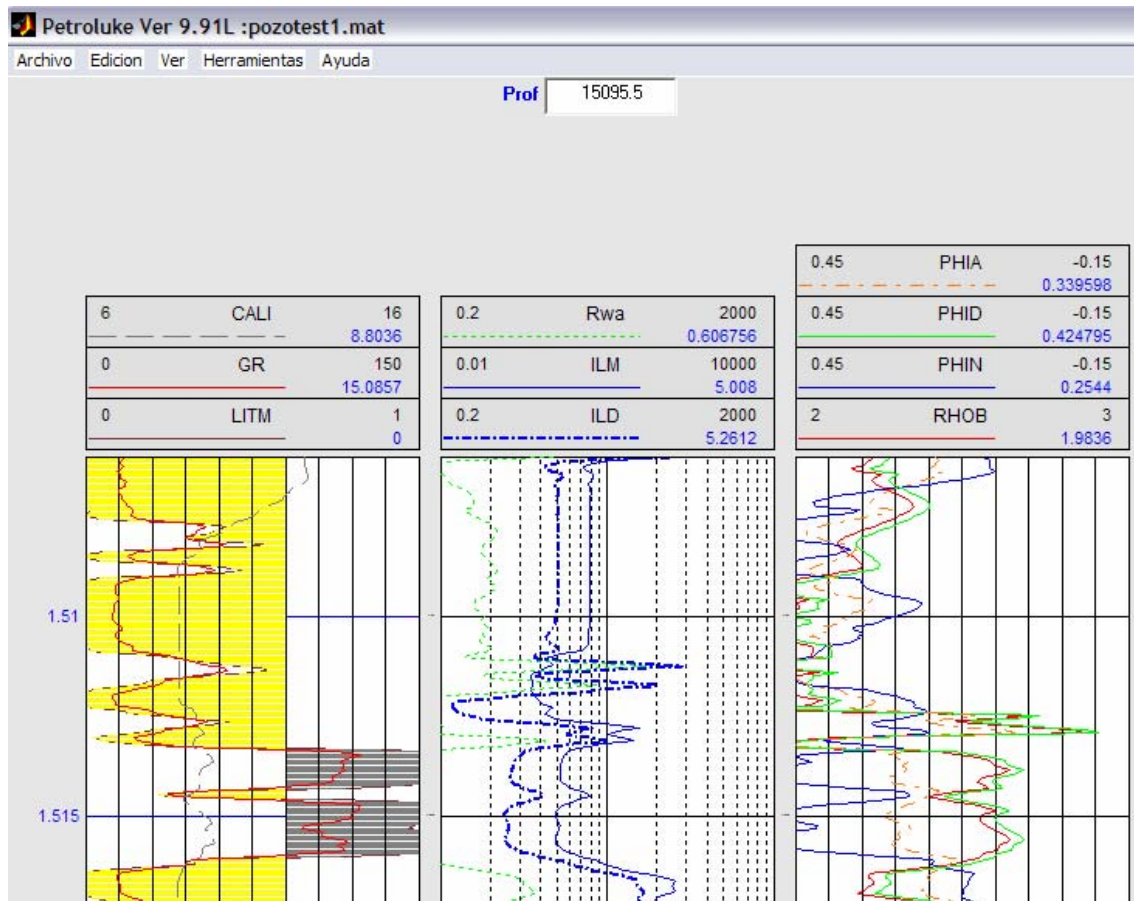 Petroluke Ver 9.91L :pozotest1.mat
Archivo Edicion Ver Herramientas Ayuda
Prof 15095.5
6 CALI 16
8.8036
0 GR 150
15.0857
0 LITM 1
0
0.2 Rwa 2000
0.606756
0.01 ILM 10000
5.008
0.2 ILD 2000
5.2612
0.45 PHIA -0.15
0.339598
0.45 PHID -0.15
0.424795
0.45 PHIN -0.15
0.2544
2 RHOB 3
1.9836
1.51
1.515